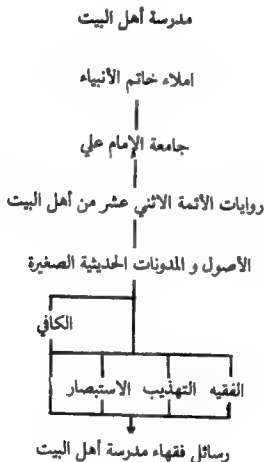 مدرسة أهل البيت
املاء خاتم الأنبياء
جامعة الإمام علي
روايات الأئمة الاثني عشر من أهل البيت
الأصول و المدونات الحديثية الصغيرة
الكافي
الفقيه التهذيب الاستبصار
رسائل فقهاء مدرسة أهل البيت